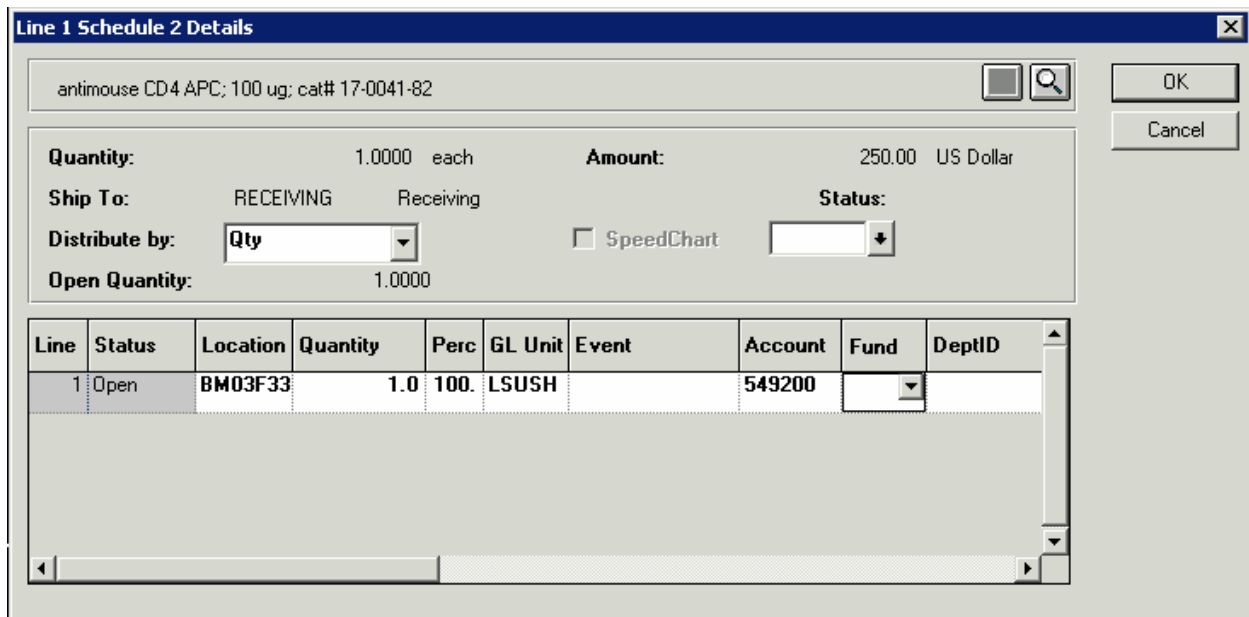 Line 1 Schedule 2 Details
antimouse CD4 APC; 100 ug; cat# 17-0041-82
OK
Cancel
Quantity: 1.0000 each Amount: 250.00 US Dollar
Ship To: RECEIVING Receiving Status:
Distribute by: Qty SpeedChart
Open Quantity: 1.0000
Line Status Location Quantity Perc GL Unit Event Account Fund DeptID
1 Open BM03F33 1.0 100. LSUSH 549200